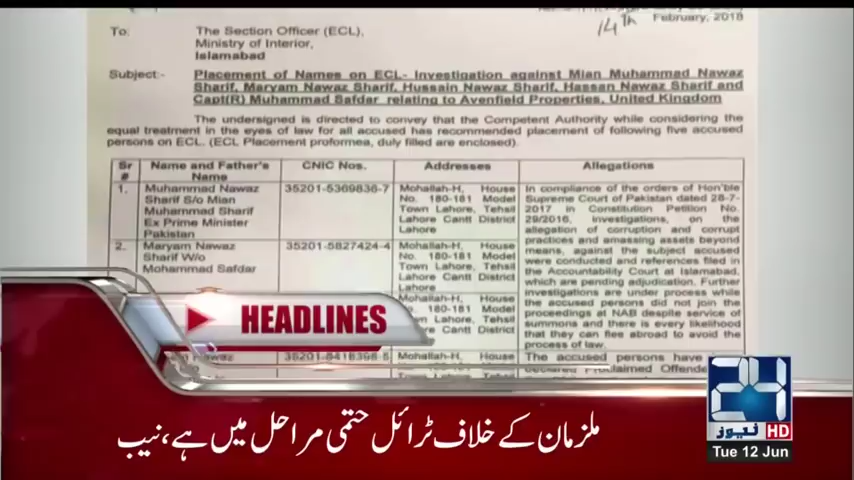 14th
February, 2018
To: The Section Officer (ECL),
Ministry of Interior,
Islamabad
Subject:- Placement of Names on ECL- Investigation against Mian Muhammad Nawaz
Sharif, Maryam Nawaz Sharif, Hussain Nawaz Sharif, Hassan Nawaz Sharif and
Capt(R) Muhammad Safdar relating to Avenfield Properties, United Kingdom
The undersigned is directed to convey that the Competent Authority while considering the
equal treatment in the eyes of law for all accused has recommended placement of following five accused
persons on ECL. (ECL Placement proformea, duly filled are enclosed).
Sr # Name and Father's Name CNIC Nos. Addresses Allegations
1. Muhammad Nawaz
Sharif S/o Mian
Muhammad Sharif
Ex Prime Minister
Pakistan
35201-5369836-7
Mohallah-H, House
No. 180-181 Model
Town Lahore, Tehsil
Lahore Cantt District
Lahore
In compliance of the orders of Hon'ble
Supreme Court of Pakistan dated 28-7-
2017 in Constitution Petition No.
29/2016, investigations, on the
allegation of corruption and corrupt
practices and amassing assets beyond
means, against the subject accused
were conducted and references filed in
the Accountability Court at Islamabad,
which are pending adjudication. Further
investigations are under process while
the accused persons did not join the
proceedings at NAB despite service of
summons and there is every likelihood
that they can flee abroad to avoid the
process of law.
2. Maryam Nawaz
Sharif W/o
Mohammad Safdar
35201-5827424-4
Mohallah-H, House
No. 180-181 Model
Town Lahore, Tehsil
Lahore Cantt District
Lahore
Mohallah-H, House
180-181 Model
Lahore, Tehsil
Cantt District
Nawaz 35201-8418398-5 Mohallah-H, House
The accused persons have
declared Proclaimed
HEADLINES
24
نیوز HD
Tue 12 Jun
ملزمان کے خلاف ٹرائل حتمی مراحل میں ہے، نیب